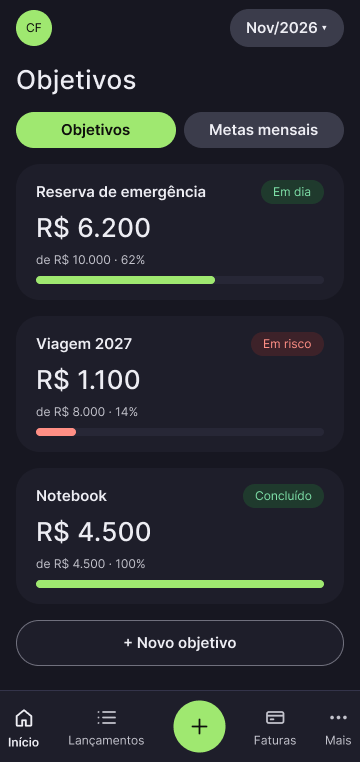 CF
Nov/2026 ▾
Objetivos
Objetivos
Metas mensais
Reserva de emergência
Em dia
R$ 6.200
de R$ 10.000 · 62%
Viagem 2027
Em risco
R$ 1.100
de R$ 8.000 · 14%
Notebook
Concluído
R$ 4.500
de R$ 4.500 · 100%
+ Novo objetivo
Início
Lançamentos
Faturas
Mais